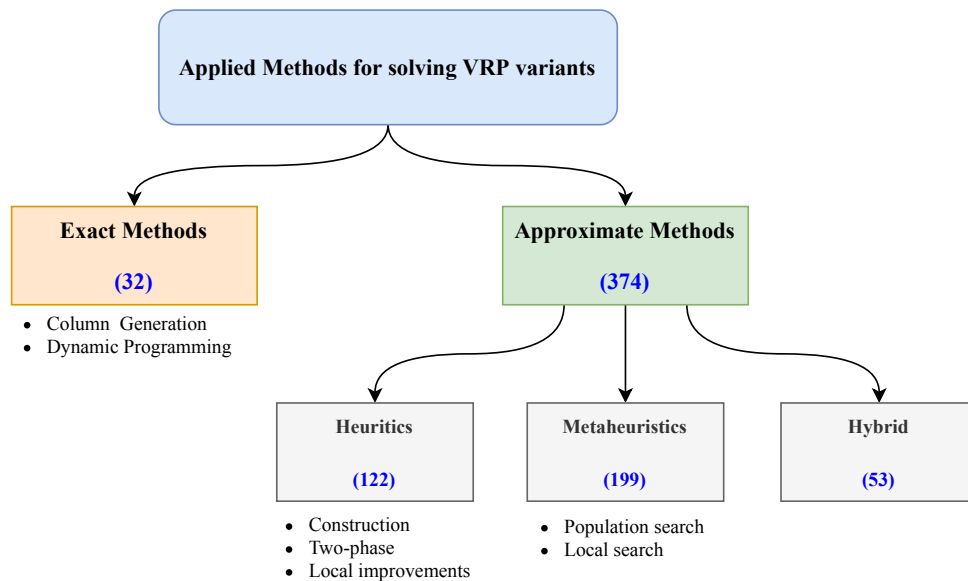 Applied Methods for solving VRP variants
Exact Methods
(32)
• Column Generation
• Dynamic Programming
Approximate Methods
(374)
Heuritics
(122)
• Construction
• Two-phase
• Local improvements
Metaheuristics
(199)
• Population search
• Local search
Hybrid
(53)